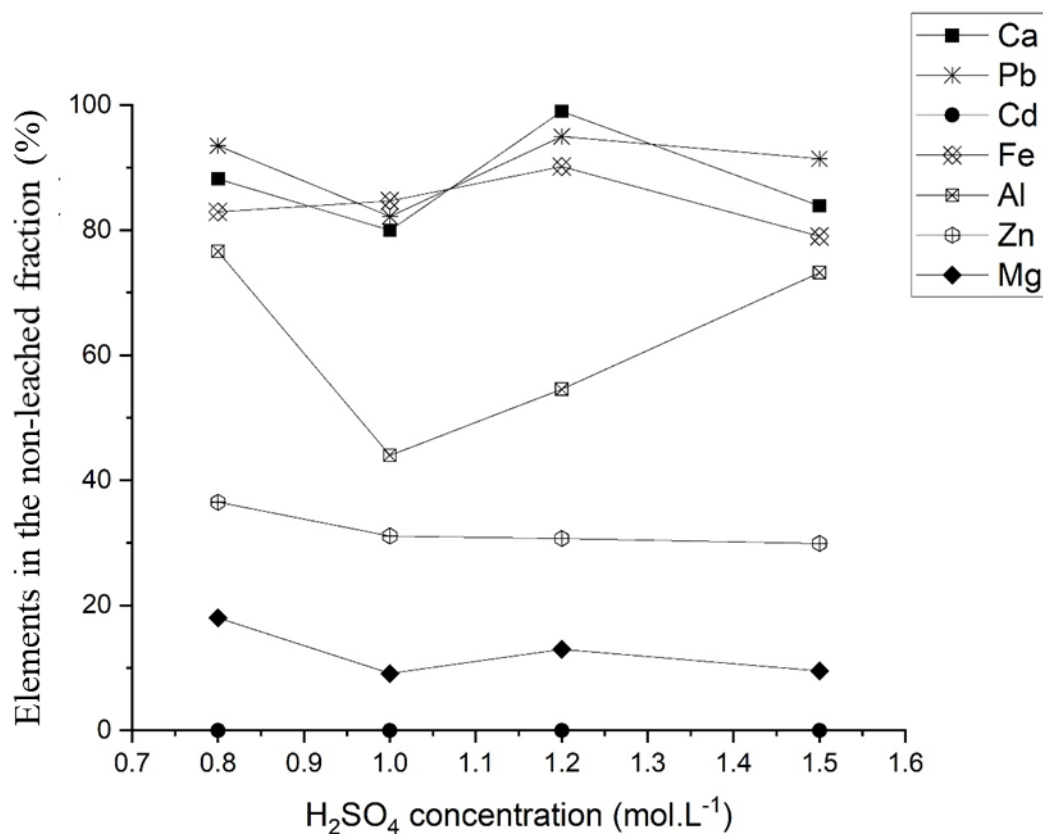 Ca
Pb
Cd
Fe
Al
Zn
Mg
Elements in the non-leached fraction (%)
100
80
60
40
20
0
0.7 0.8 0.9 1.0 1.1 1.2 1.3 1.4 1.5 1.6
H₂SO₄ concentration (mol.L⁻¹)